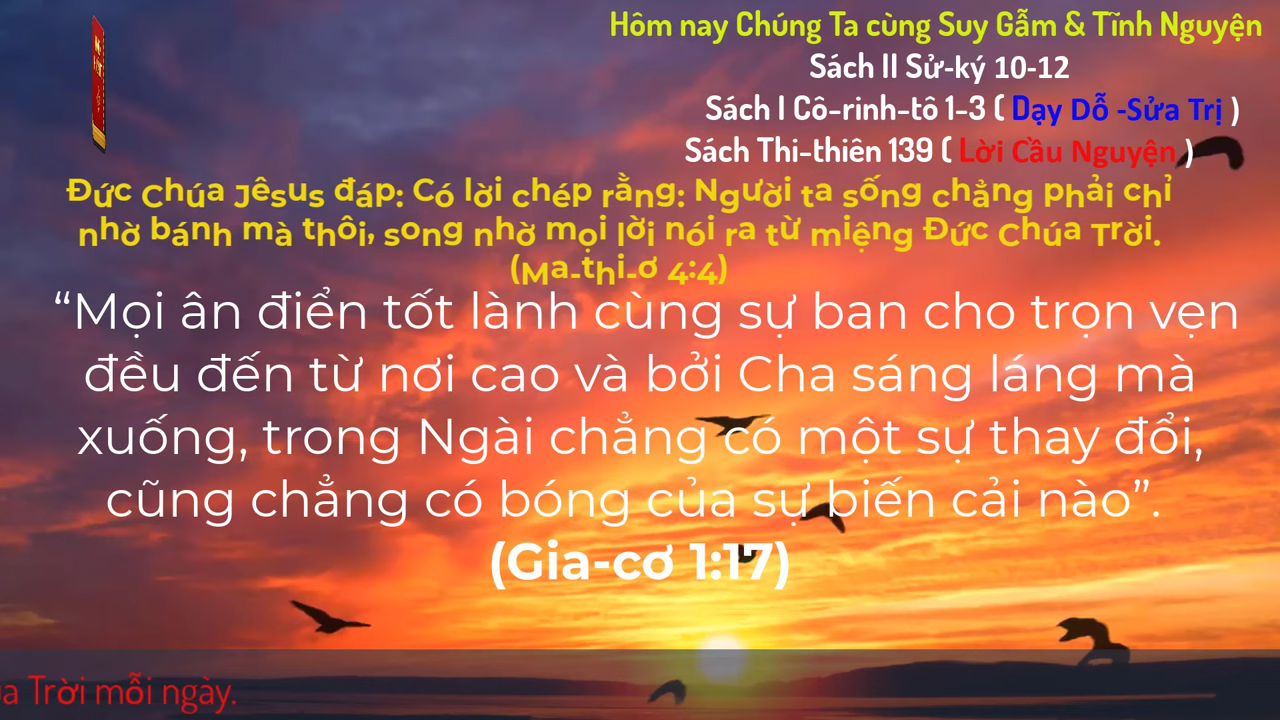 Hôm nay Chúng Ta cùng Suy Gẫm & Tĩnh Nguyện
Sách II Sử-ký 10-12
Sách I Cô-rinh-tô 1-3 ( Dạy Dỗ -Sửa Trị )
Sách Thi-thiên 139 ( Lời Cầu Nguyện )
Đức Chúa Jêsus đáp: Có lời chép rằng: Người ta sống chẳng phải chỉ
nhờ bánh mà thôi, song nhờ mọi lời nói ra từ miệng Đức Chúa Trời.
(Ma-thi-ơ 4:4)
“Mọi ân điển tốt lành cùng sự ban cho trọn vẹn
đều đến từ nơi cao và bởi Cha sáng láng mà
xuống, trong Ngài chẳng có một sự thay đổi,
cũng chẳng có bóng của sự biến cải nào”.
(Gia-cơ 1:17)
Trời mỗi ngày.